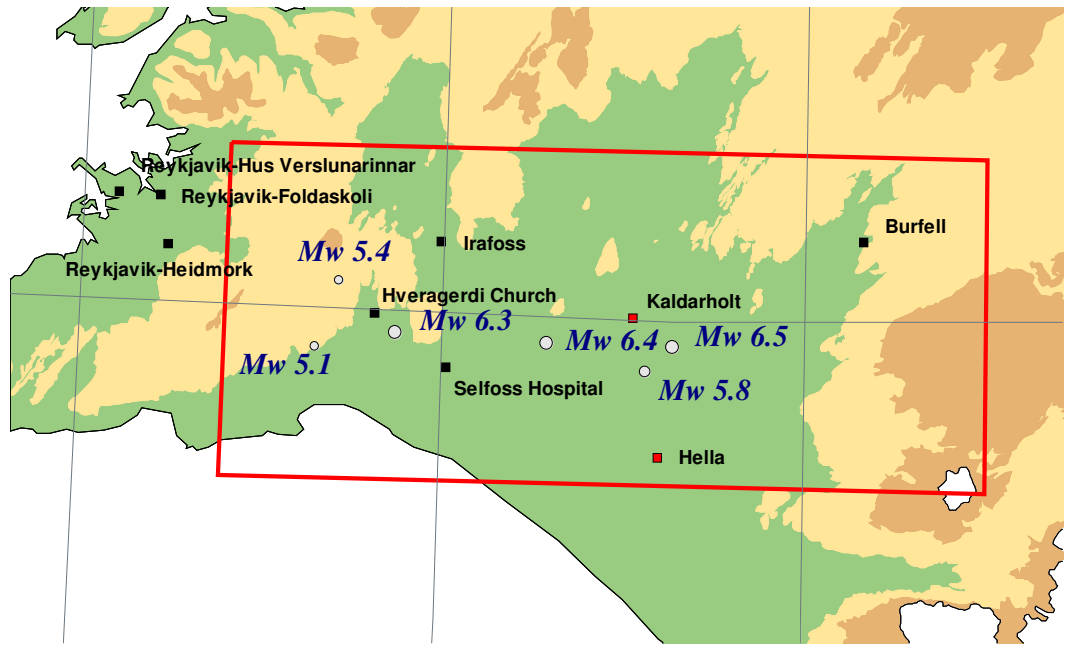 Reykjavik-Hus Verslunarinnar
Reykjavik-Foldaskoli
Burfell
Irafoss
Mw 5.4
Reykjavik-Heidmork
Hveragerdi Church
Kaldarholt
Mw 6.3
Mw 6.4
Mw 6.5
Mw 5.1
Selfoss Hospital
Mw 5.8
Hella